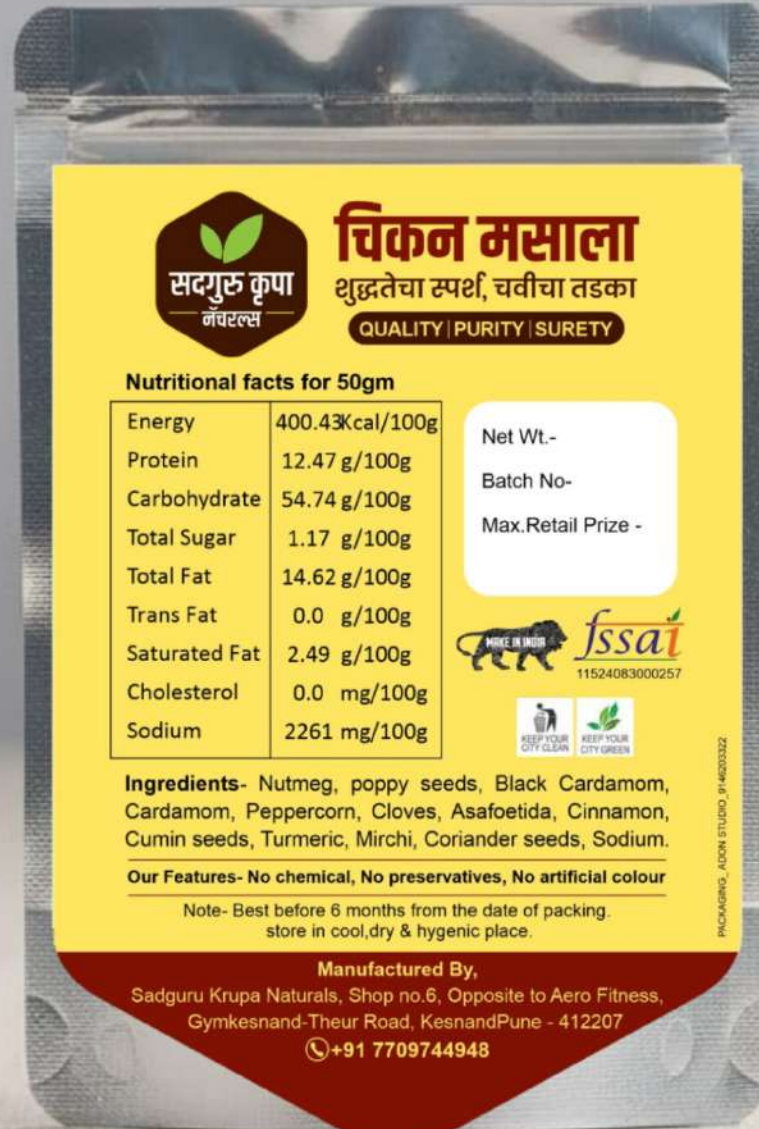 सदगुरु कृपा
नॅचरल्स
चिकन मसाला
शुद्धतेचा स्पर्श, चवीचा तडका
QUALITY | PURITY | SURETY
Nutritional facts for 50gm
Energy 400.43Kcal/100g
Protein 12.47 g/100g
Carbohydrate 54.74 g/100g
Total Sugar 1.17 g/100g
Total Fat 14.62 g/100g
Trans Fat 0.0 g/100g
Saturated Fat 2.49 g/100g
Cholesterol 0.0 mg/100g
Sodium 2261 mg/100g
Net Wt.-
Batch No-
Max.Retail Prize -
MAKE IN INDIA
fssai
11524083000257
KEEP YOUR
CITY CLEAN
KEEP YOUR
CITY GREEN
Ingredients- Nutmeg, poppy seeds, Black Cardamom,
Cardamom, Peppercorn, Cloves, Asafoetida, Cinnamon,
Cumin seeds, Turmeric, Mirchi, Coriander seeds, Sodium.
Our Features- No chemical, No preservatives, No artificial colour
Note- Best before 6 months from the date of packing.
store in cool,dry & hygenic place.
PACKAGING_ ADON STUDIO_9146203322
Manufactured By,
Sadguru Krupa Naturals, Shop no.6, Opposite to Aero Fitness,
Gymkesnand-Theur Road, KesnandPune - 412207
+91 7709744948